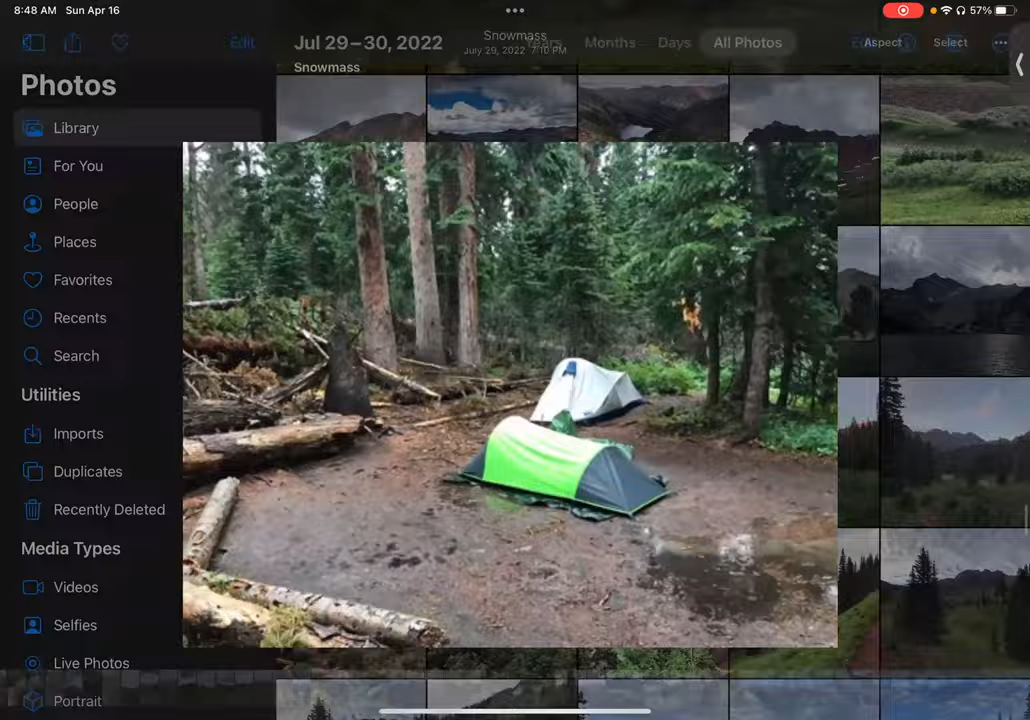 8:48 AM Sun Apr 16
57%
Edit
Jul 29–30, 2022
Snowmass
July 29, 2022 7:10 PM
Years
Months
Days
All Photos
Aspect
Select
Snowmass
Photos
Library
For You
People
Places
Favorites
Recents
Search
Utilities
Imports
Duplicates
Recently Deleted
Media Types
Videos
Selfies
Live Photos
Portrait